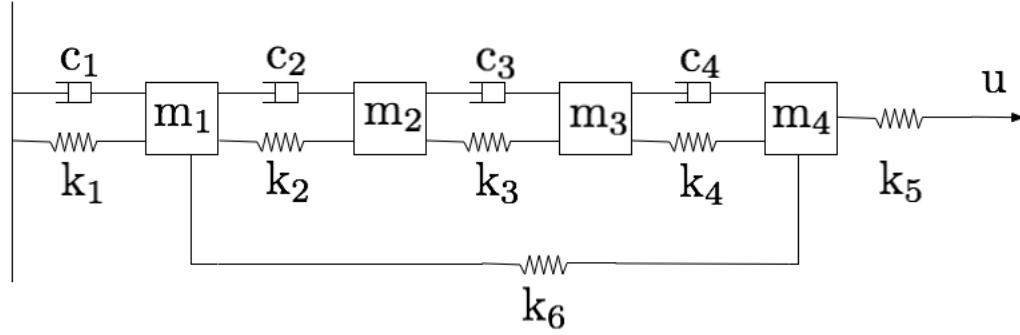 c₁ c₂ c₃ c₄ u
m₁ m₂ m₃ m₄
k₁ k₂ k₃ k₄ k₅
k₆